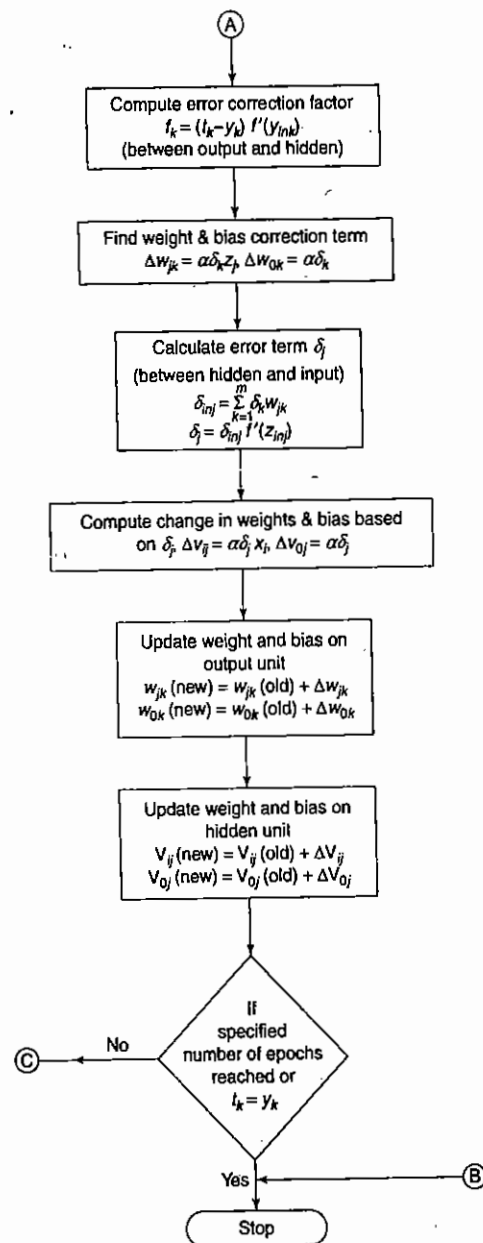 A
Compute error correction factor
f_k = (t_k – y_k) f'(y_ink)
(between output and hidden)
Find weight & bias correction term
Δw_jk = αδ_k z_j, Δw_0k = αδ_k
Calculate error term δ_j
(between hidden and input)
δ_inj = Σ_{k=1}^{m} δ_k w_jk
δ_j = δ_inj f'(z_inj)
Compute change in weights & bias based
on δ_j, Δv_ij = αδ_j x_i, Δv_0j = αδ_j
Update weight and bias on
output unit
w_jk (new) = w_jk (old) + Δw_jk
w_0k (new) = w_0k (old) + Δw_0k
Update weight and bias on
hidden unit
V_ij (new) = V_ij (old) + ΔV_ij
V_0j (new) = V_0j (old) + ΔV_0j
If
specified
number of epochs
reached or
t_k = y_k
No
C
Yes
B
Stop